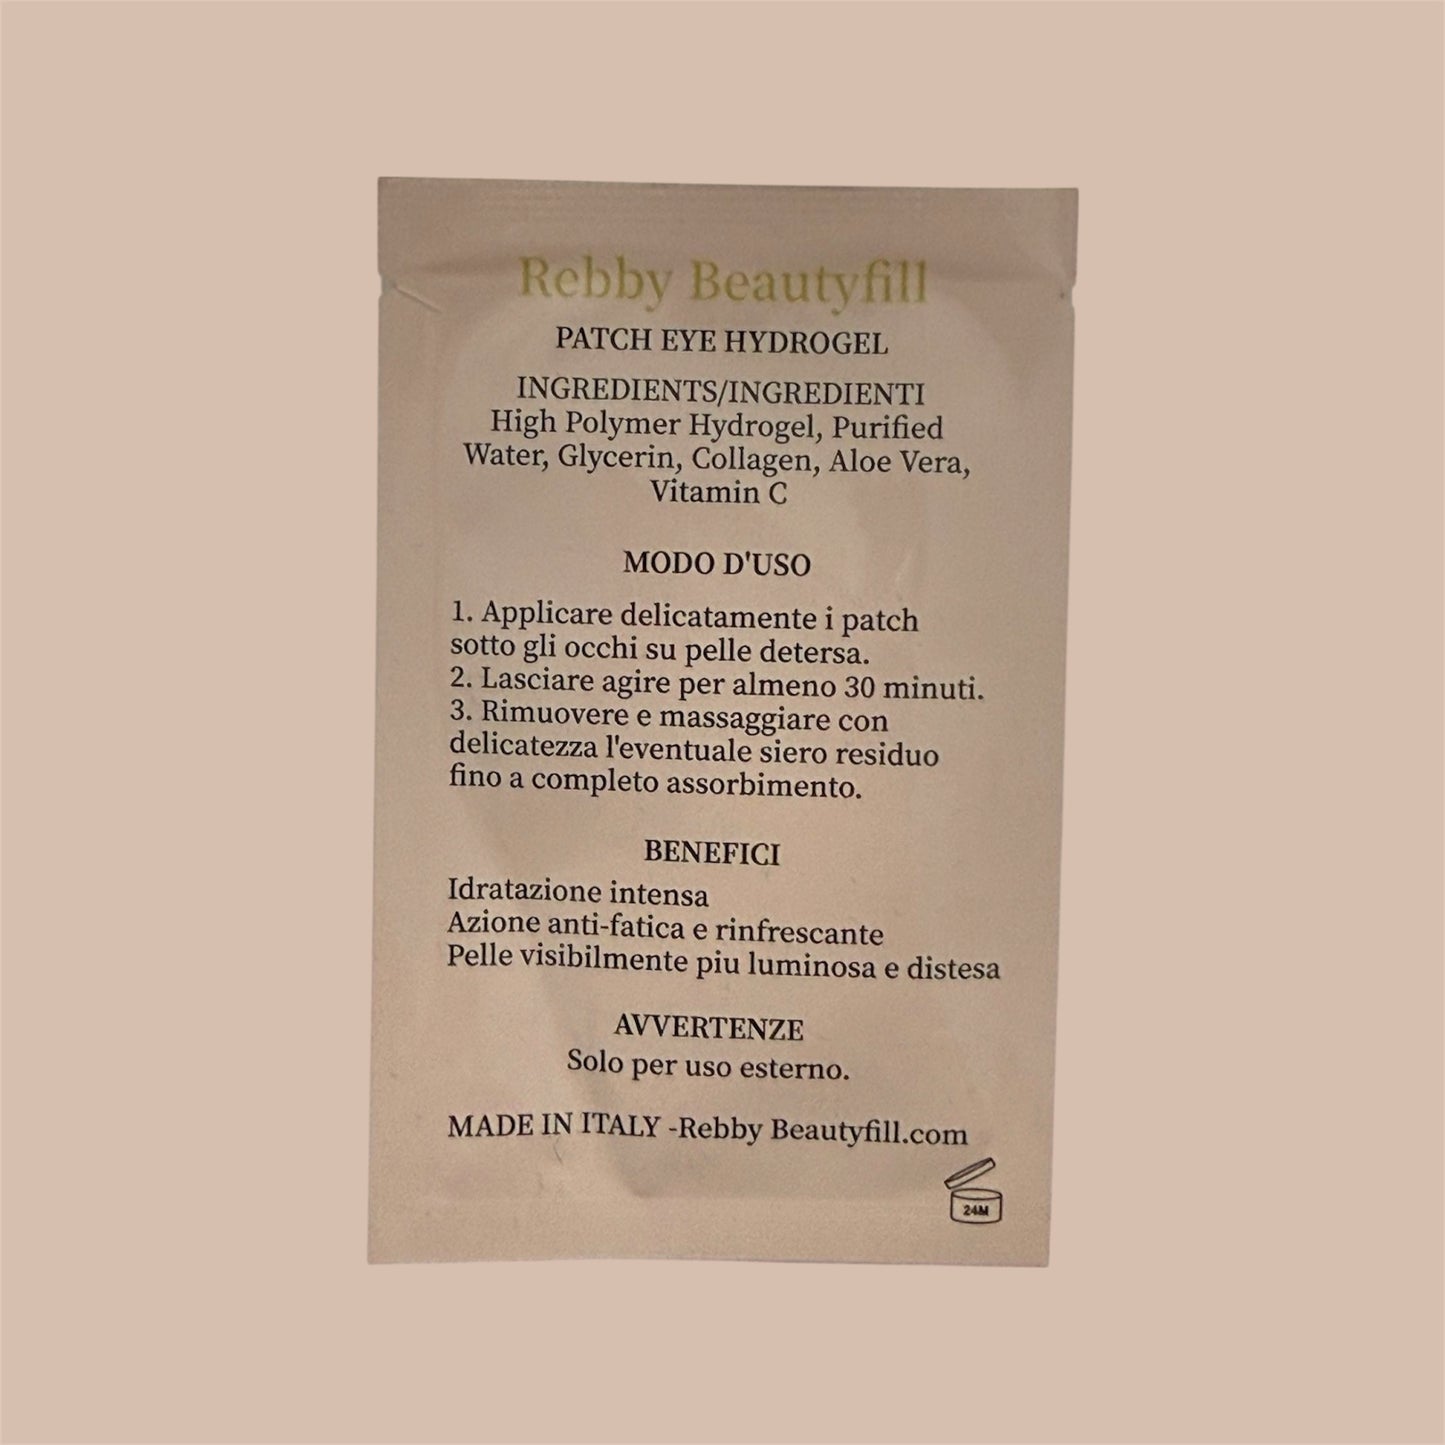 Rebby Beautyfill
PATCH EYE HYDROGEL
INGREDIENTS/INGREDIENTI
High Polymer Hydrogel, Purified
Water, Glycerin, Collagen, Aloe Vera,
Vitamin C
MODO D'USO
1. Applicare delicatamente i patch
sotto gli occhi su pelle detersa.
2. Lasciare agire per almeno 30 minuti.
3. Rimuovere e massaggiare con
delicatezza l'eventuale siero residuo
fino a completo assorbimento.
BENEFICI
Idratazione intensa
Azione anti-fatica e rinfrescante
Pelle visibilmente piu luminosa e distesa
AVVERTENZE
Solo per uso esterno.
MADE IN ITALY -Rebby Beautyfill.com
24M